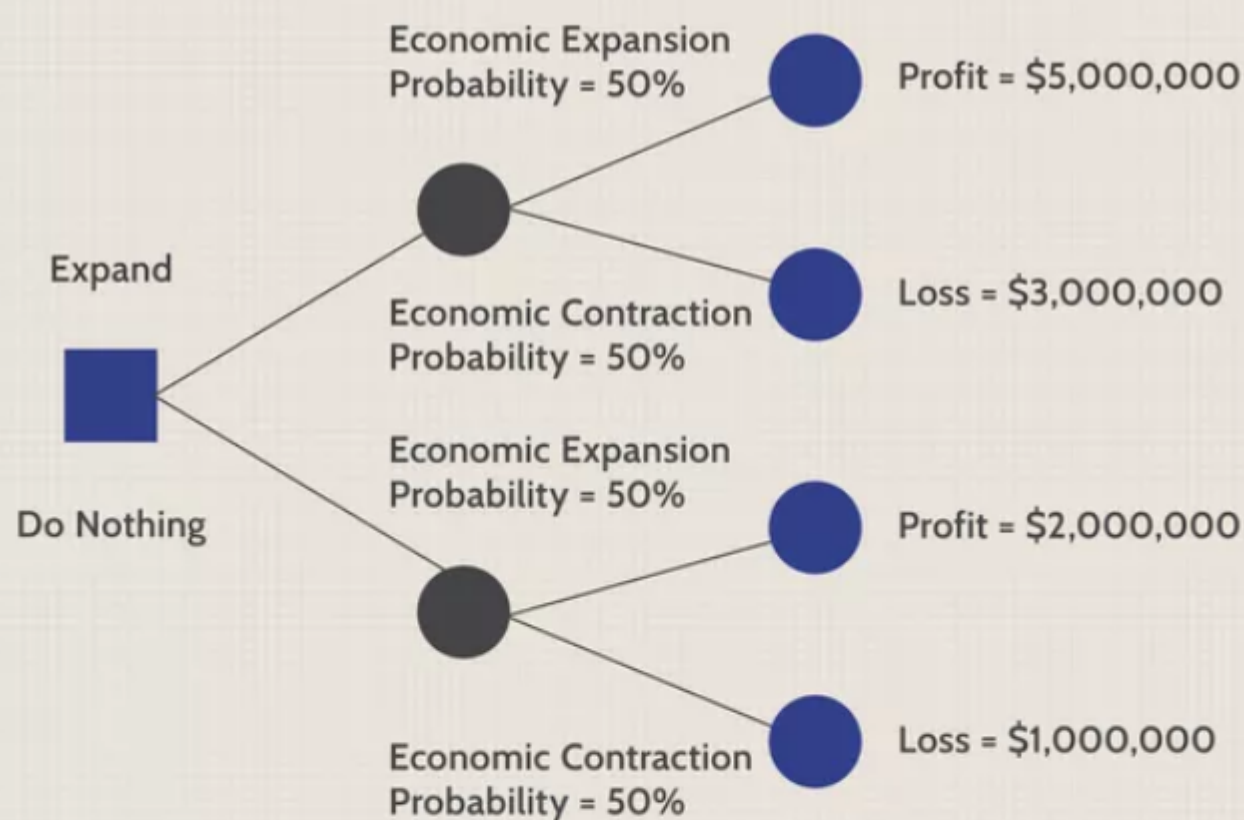 Economic Expansion
Probability = 50%
Profit = $5,000,000
Expand
Loss = $3,000,000
Economic Contraction
Probability = 50%
Economic Expansion
Probability = 50%
Do Nothing
Profit = $2,000,000
Loss = $1,000,000
Economic Contraction
Probability = 50%